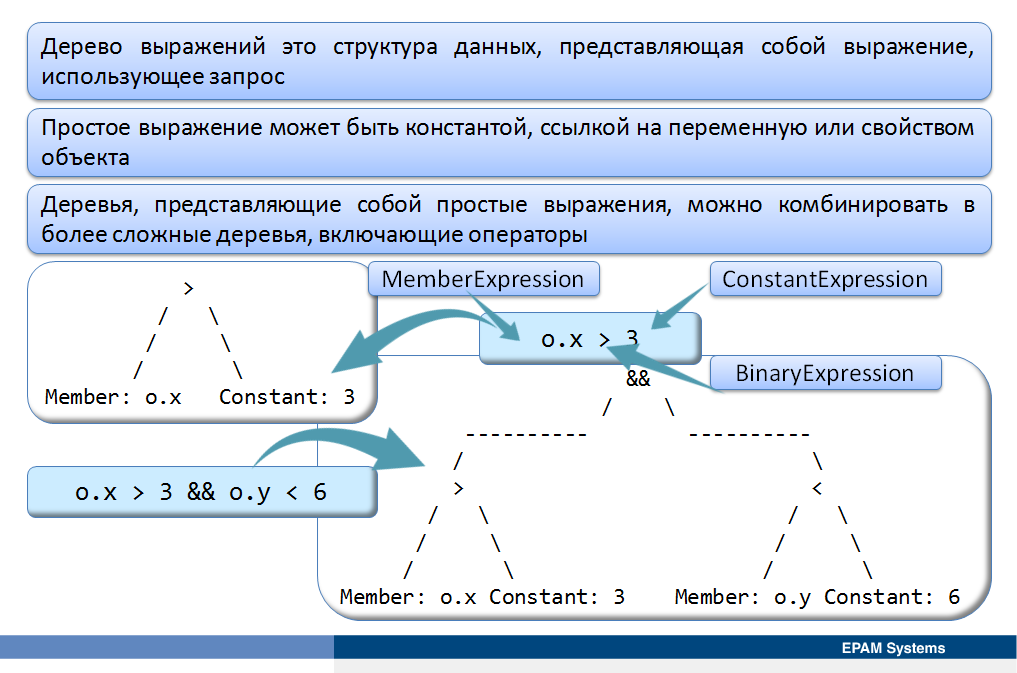 Дерево выражений это структура данных, представляющая собой выражение,
использующее запрос
Простое выражение может быть константой, ссылкой на переменную или свойством
объекта
Деревья, представляющие собой простые выражения, можно комбинировать в
более сложные деревья, включающие операторы
MemberExpression
ConstantExpression
>
/ \
/ \
/ \
Member: o.x Constant: 3
o.x > 3
BinaryExpression
&&
/ \
---------- ----------
/ \
> <
/ \ / \
/ \ / \
/ \ / \
Member: o.x Constant: 3 Member: o.y Constant: 6
o.x > 3 && o.y < 6
EPAM Systems